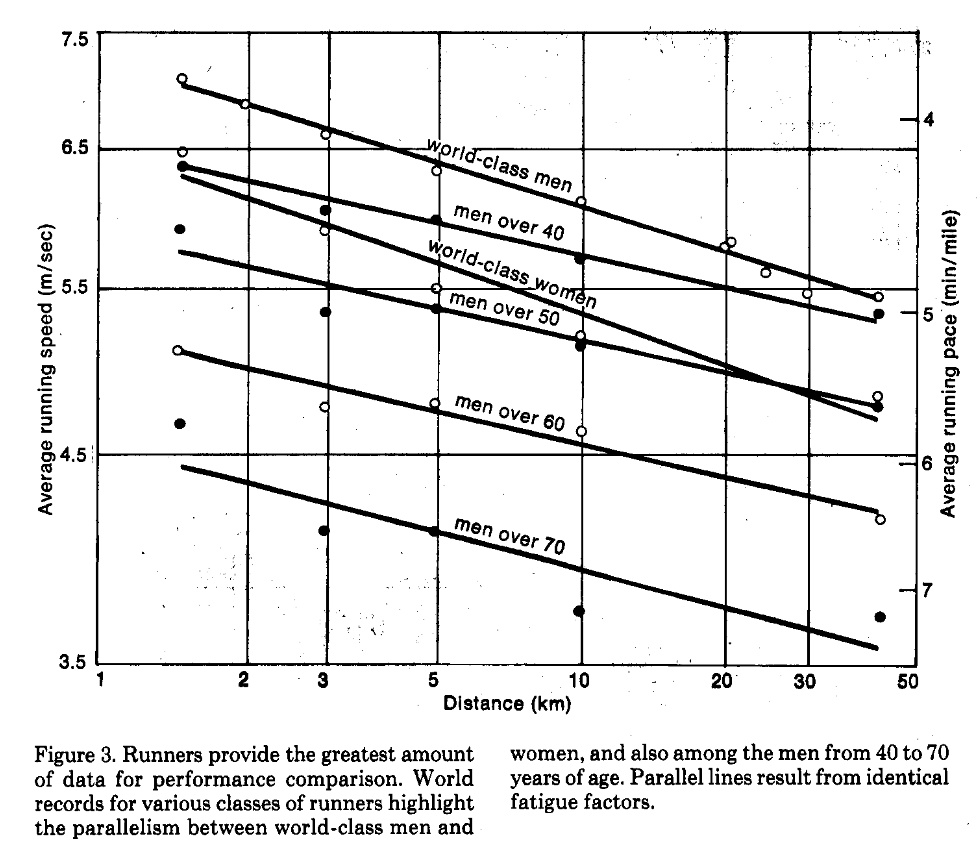 7.5
6.5
5.5
4.5
3.5
Average running speed (m/sec)
4
5
6
7
Average running pace (min/mile)
world-class men
men over 40
world-class women
men over 50
men over 60
men over 70
1
2
3
5
10
20
30
50
Distance (km)
Figure 3. Runners provide the greatest amount
of data for performance comparison. World
records for various classes of runners highlight
the parallelism between world-class men and
women, and also among the men from 40 to 70
years of age. Parallel lines result from identical
fatigue factors.